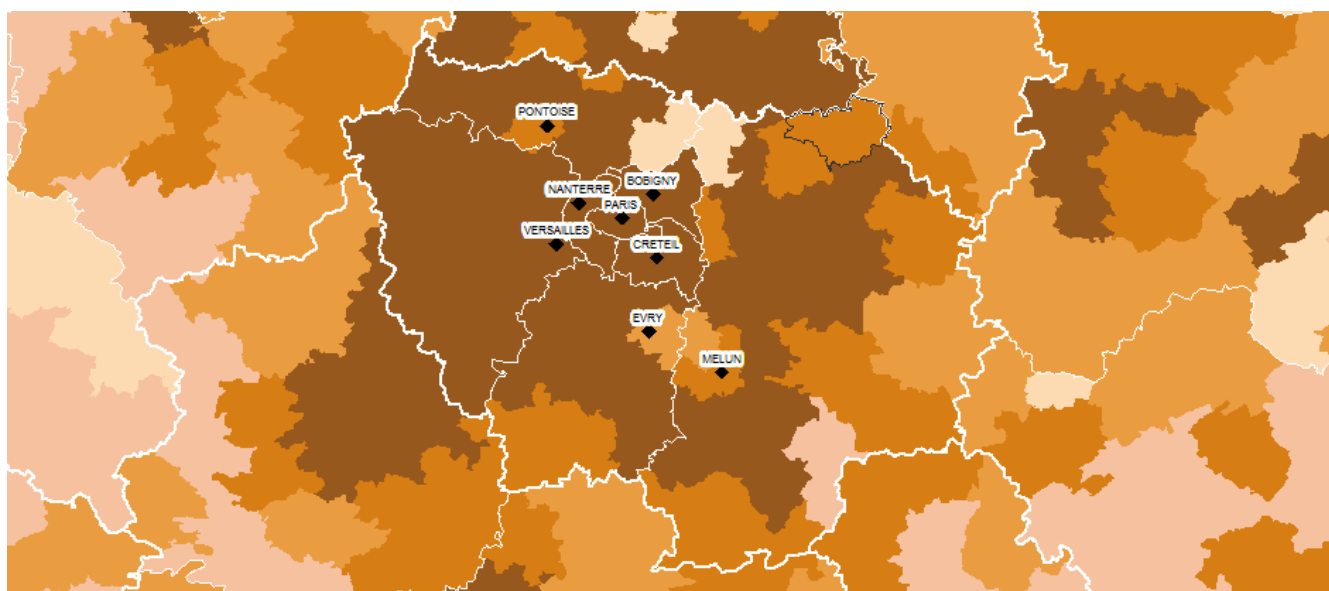 PONTOISE
BOBIGNY
NANTERRE
PARIS
VERSAILLES
CRETEIL
EVRY
MELUN